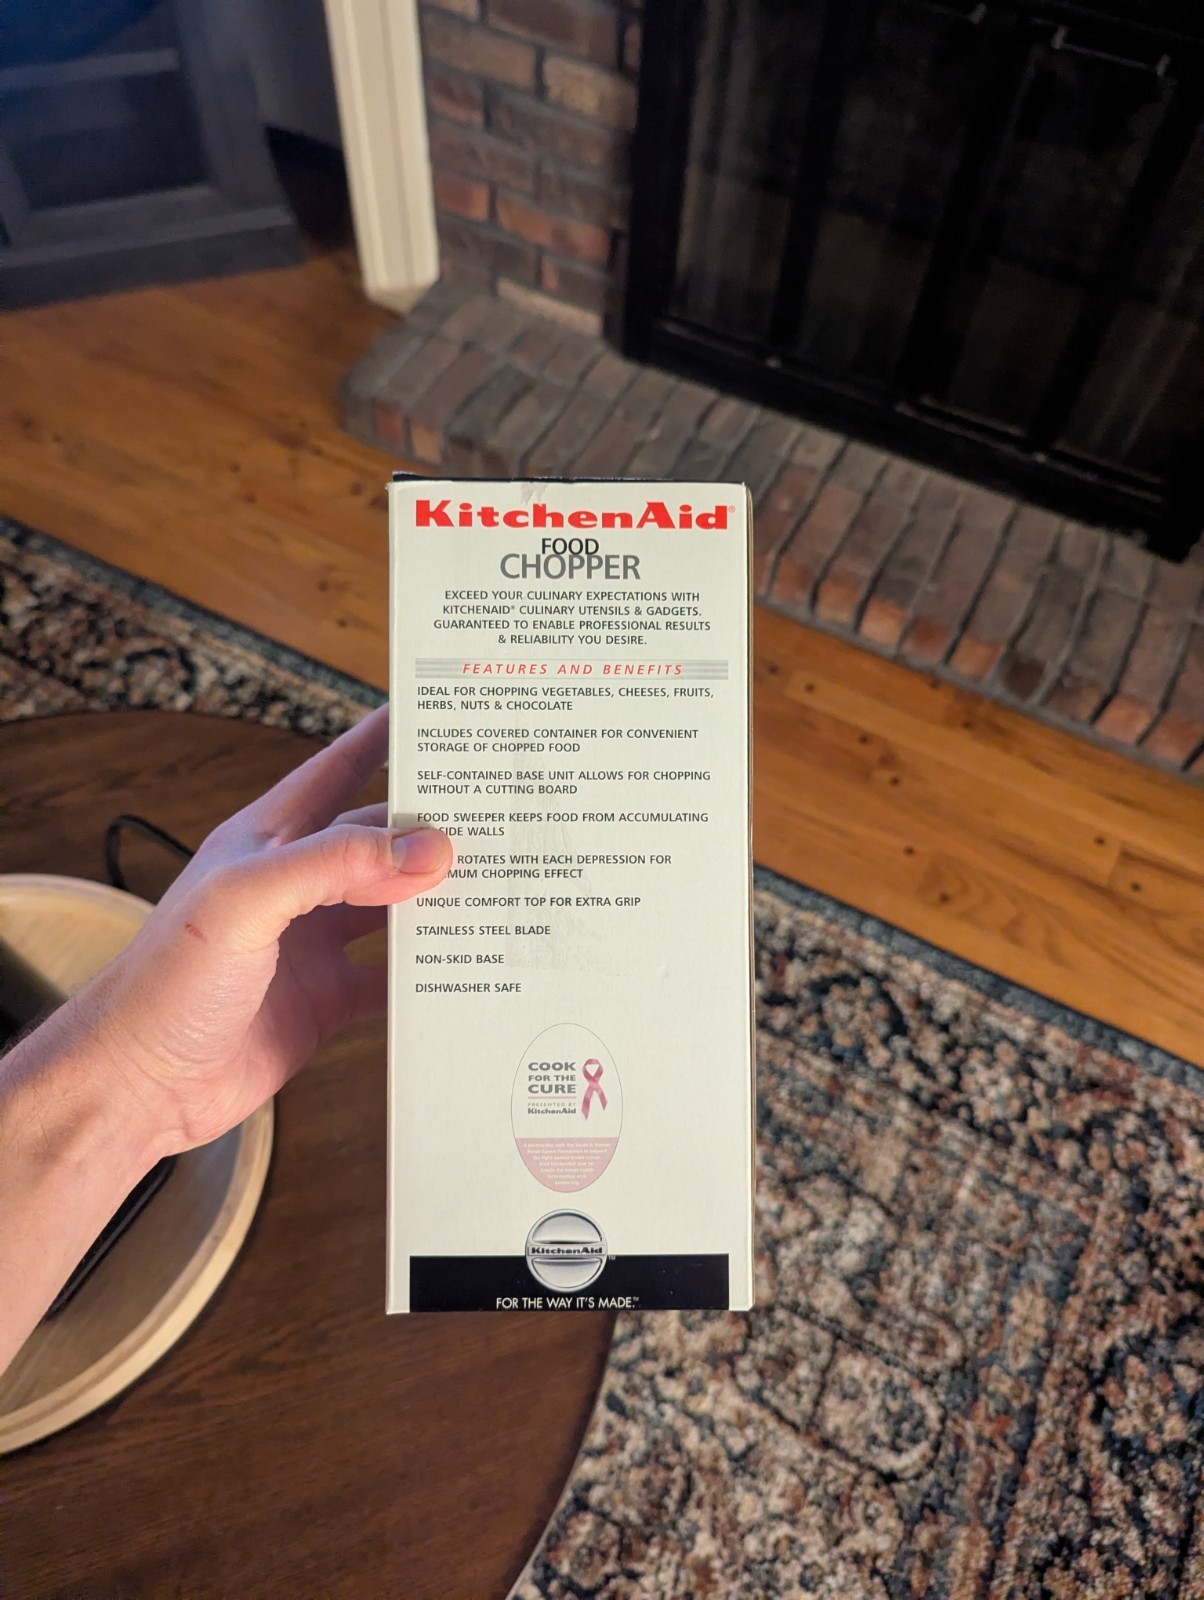 KitchenAid®
FOOD
CHOPPER
EXCEED YOUR CULINARY EXPECTATIONS WITH
KITCHENAID® CULINARY UTENSILS & GADGETS.
GUARANTEED TO ENABLE PROFESSIONAL RESULTS
& RELIABILITY YOU DESIRE.
FEATURES AND BENEFITS
IDEAL FOR CHOPPING VEGETABLES, CHEESES, FRUITS,
HERBS, NUTS & CHOCOLATE
INCLUDES COVERED CONTAINER FOR CONVENIENT
STORAGE OF CHOPPED FOOD
SELF-CONTAINED BASE UNIT ALLOWS FOR CHOPPING
WITHOUT A CUTTING BOARD
FOOD SWEEPER KEEPS FOOD FROM ACCUMULATING
SIDE WALLS
ROTATES WITH EACH DEPRESSION FOR
MUM CHOPPING EFFECT
UNIQUE COMFORT TOP FOR EXTRA GRIP
STAINLESS STEEL BLADE
NON-SKID BASE
DISHWASHER SAFE
COOK
FOR THE
CURE
PRESENTED BY
KitchenAid
KitchenAid
FOR THE WAY IT'S MADE.™